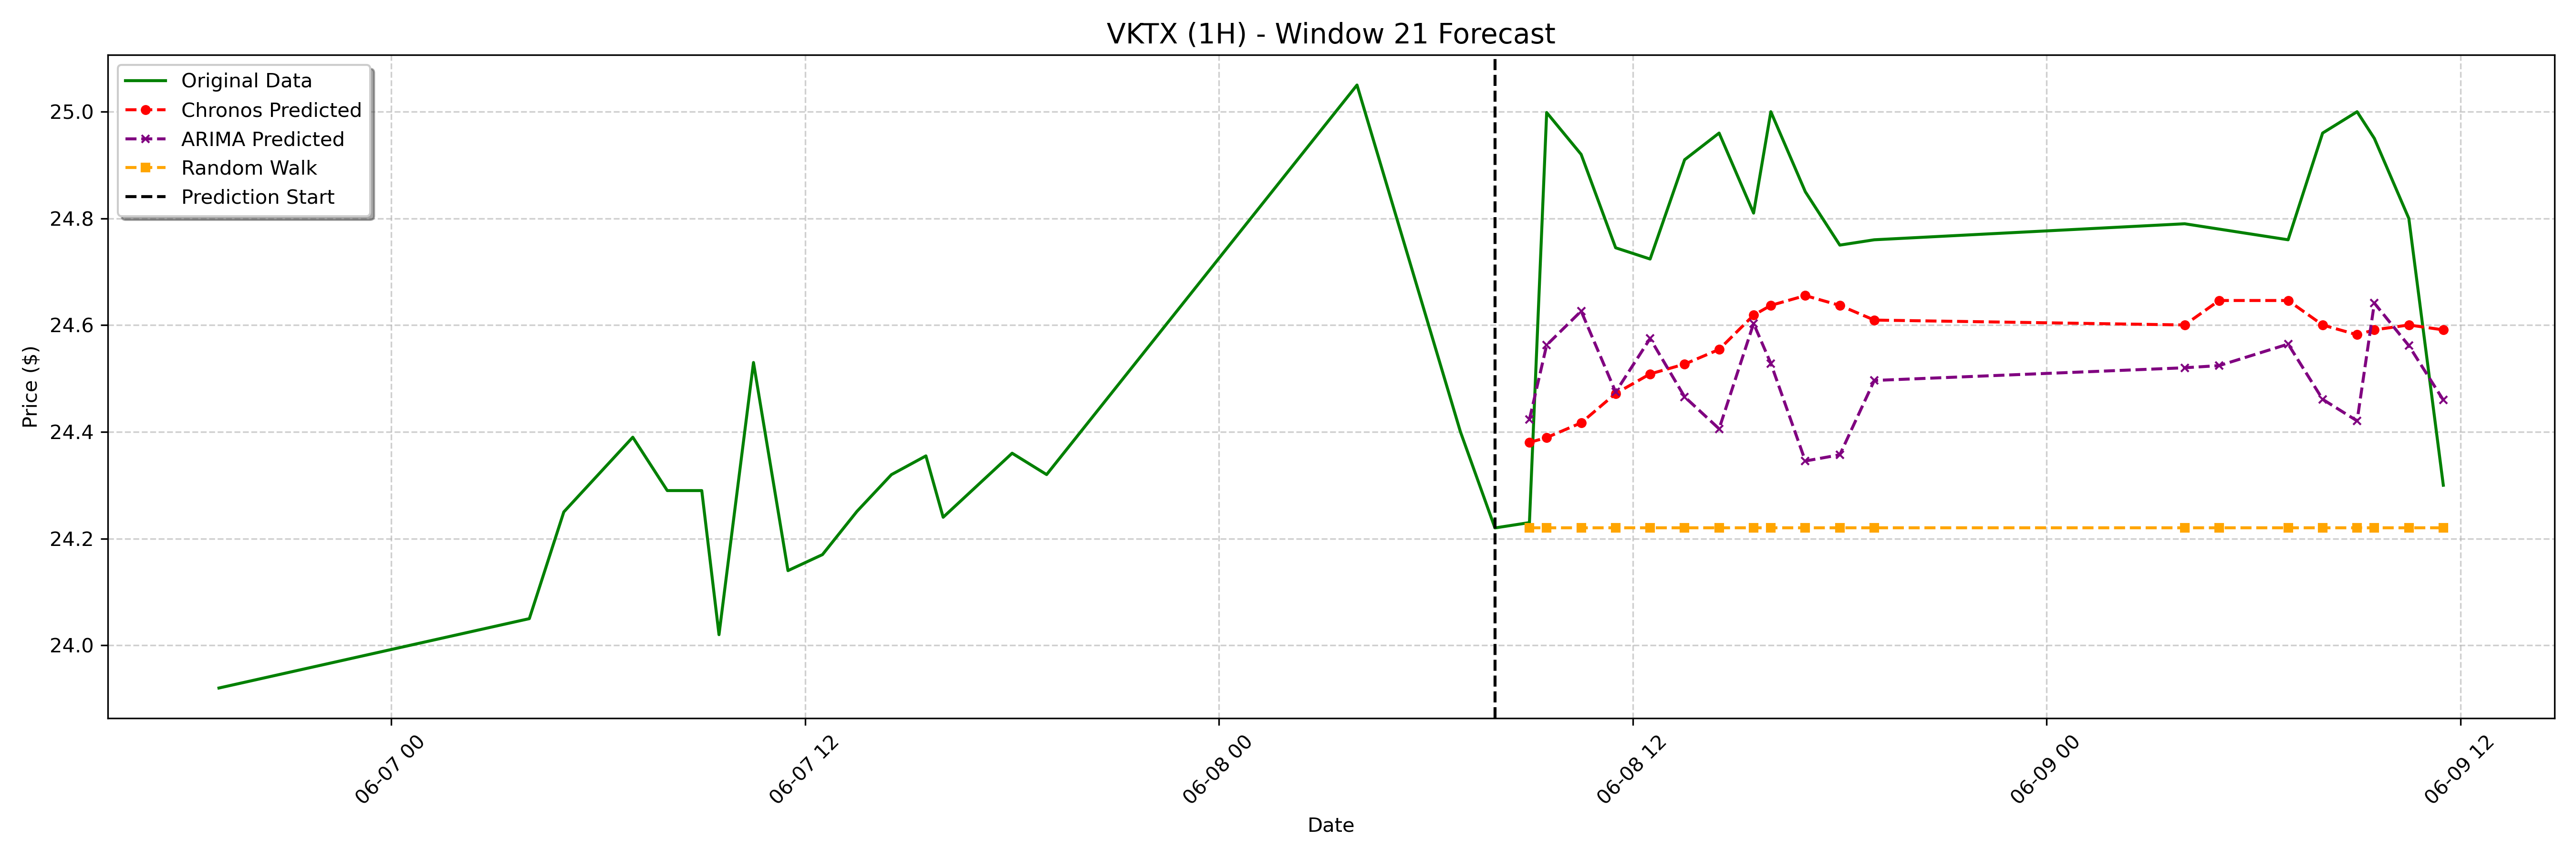 VKTX (1H) - Window 21 Forecast
Original Data
Chronos Predicted
ARIMA Predicted
Random Walk
Prediction Start
Price ($)
25.0
24.8
24.6
24.4
24.2
24.0
06-07 00
06-07 12
06-08 00
06-08 12
06-09 00
06-09 12
Date